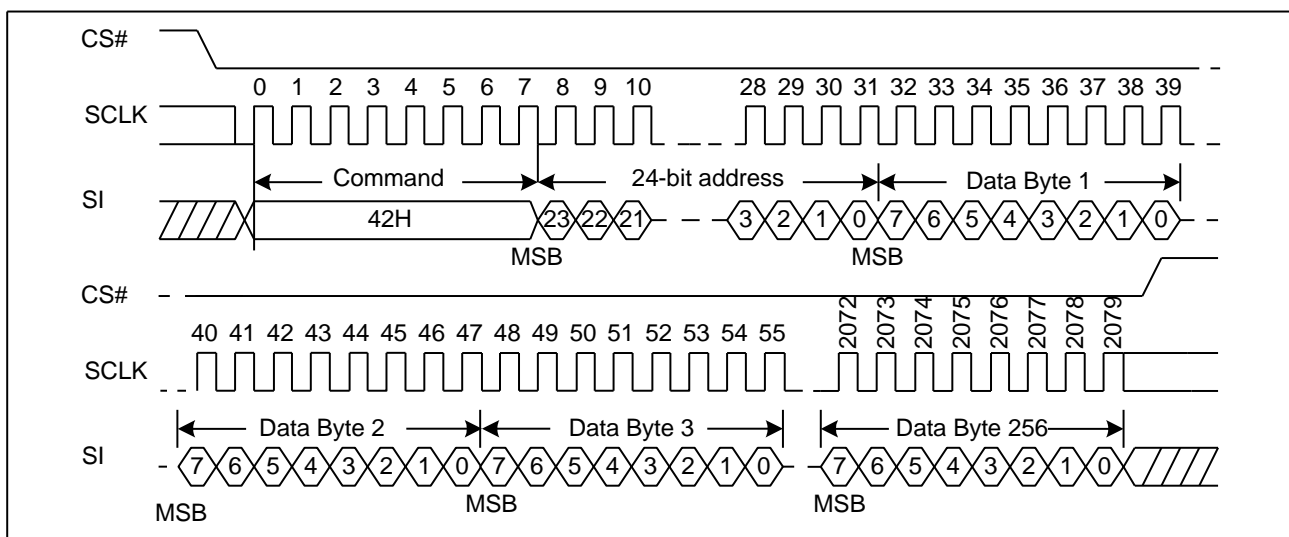 CS#
0 1 2 3 4 5 6 7 8 9 10 28 29 30 31 32 33 34 35 36 37 38 39
SCLK
Command 24-bit address Data Byte 1
SI
42H 23 22 21 3 2 1 0 7 6 5 4 3 2 1 0
MSB MSB
CS#
40 41 42 43 44 45 46 47 48 49 50 51 52 53 54 55 2072 2073 2074 2075 2076 2077 2078 2079
SCLK
Data Byte 2 Data Byte 3 Data Byte 256
SI
7 6 5 4 3 2 1 0 7 6 5 4 3 2 1 0 7 6 5 4 3 2 1 0
MSB MSB MSB